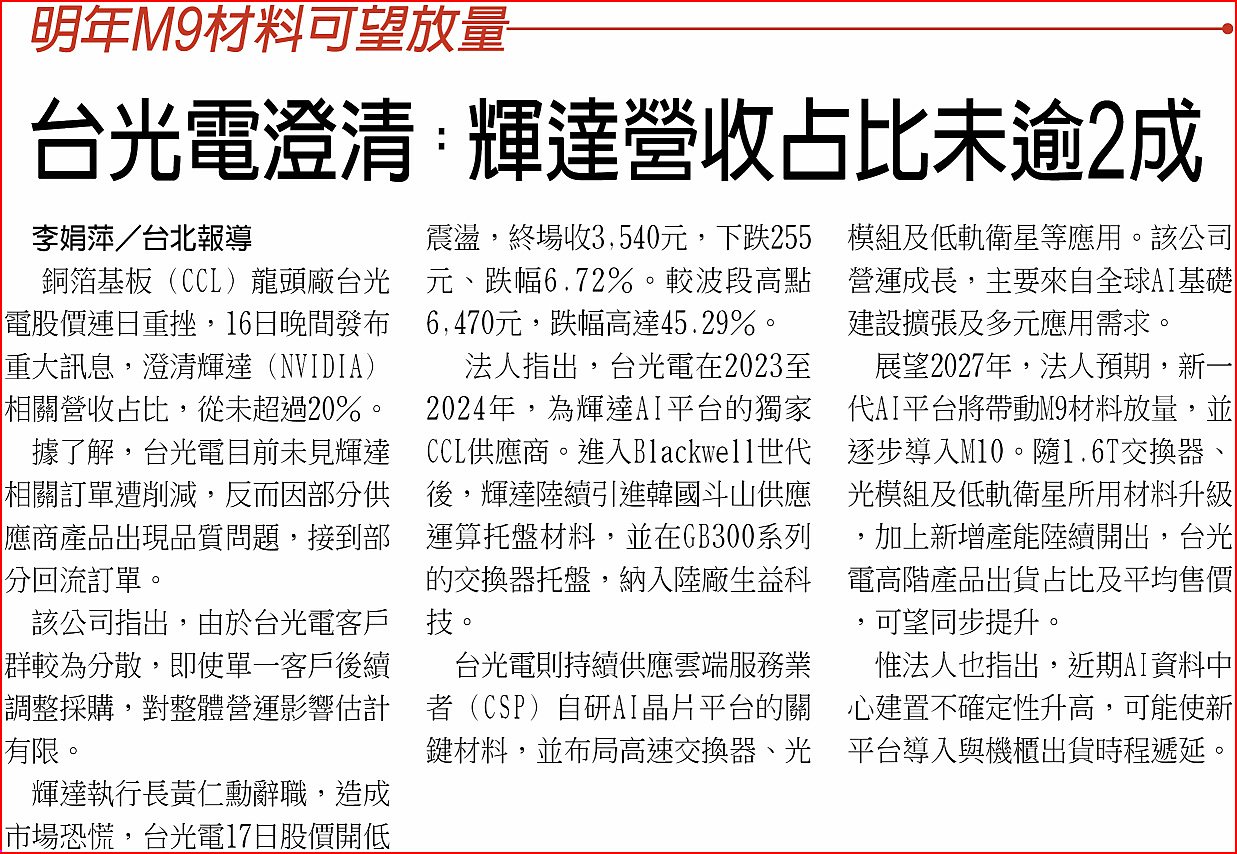 明年M9材料可望放量
台光電澄清：輝達營收占比未逾2成
李娟萍／台北報導
銅箔基板（CCL）龍頭廠台光
電股價連日重挫，16日晚間發布
重大訊息，澄清輝達（NVIDIA）
相關營收占比，從未超過20%。
據了解，台光電目前未見輝達
相關訂單遭削減，反而因部分供
應商產品出現品質問題，接到部
分回流訂單。
該公司指出，由於台光電客戶
群較為分散，即使單一客戶後續
調整採購，對整體營運影響估計
有限。
輝達執行長黃仁勳辭職，造成
市場恐慌，台光電17日股價開低
震盪，終場收3,540元，下跌255
元、跌幅6.72%。較波段高點
6,470元，跌幅高達45.29%。
法人指出，台光電在2023至
2024年，為輝達AI平台的獨家
CCL供應商。進入Blackwell世代
後，輝達陸續引進韓國斗山供應
運算托盤材料，並在GB300系列
的交換器托盤，納入陸廠生益科
技。
台光電則持續供應雲端服務業
者（CSP）自研AI晶片平台的關
鍵材料，並布局高速交換器、光
模組及低軌衛星等應用。該公司
營運成長，主要來自全球AI基礎
建設擴張及多元應用需求。
展望2027年，法人預期，新一
代AI平台將帶動M9材料放量，並
逐步導入M10。隨1.6T交換器、
光模組及低軌衛星所用材料升級
，加上新增產能陸續開出，台光
電高階產品出貨占比及平均售價
，可望同步提升。
惟法人也指出，近期AI資料中
心建置不確定性升高，可能使新
平台導入與機櫃出貨時程遞延。